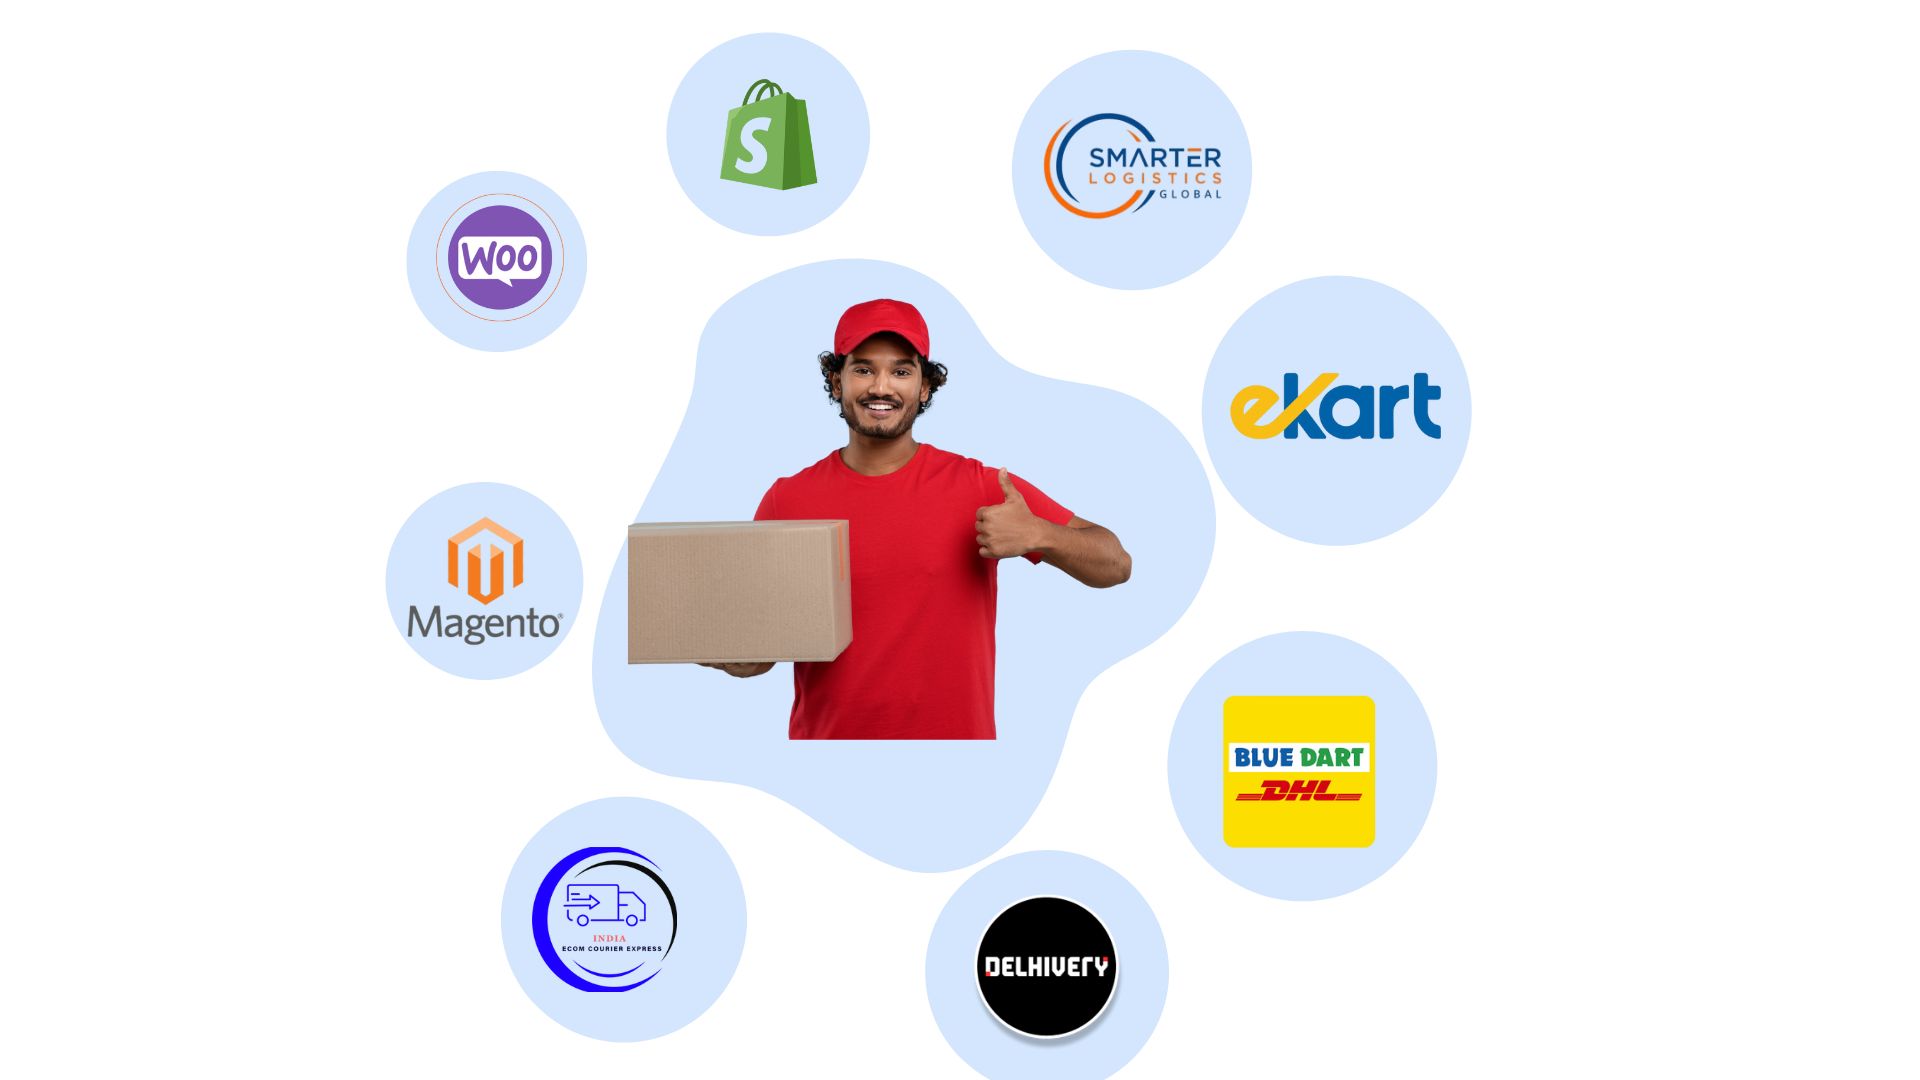 S
SMARTER
LOGISTICS
GLOBAL
WOO
eKart
Magento®
BLUE DART
DHL
INDIA
ECOM COURIER EXPRESS
DELHIVERY